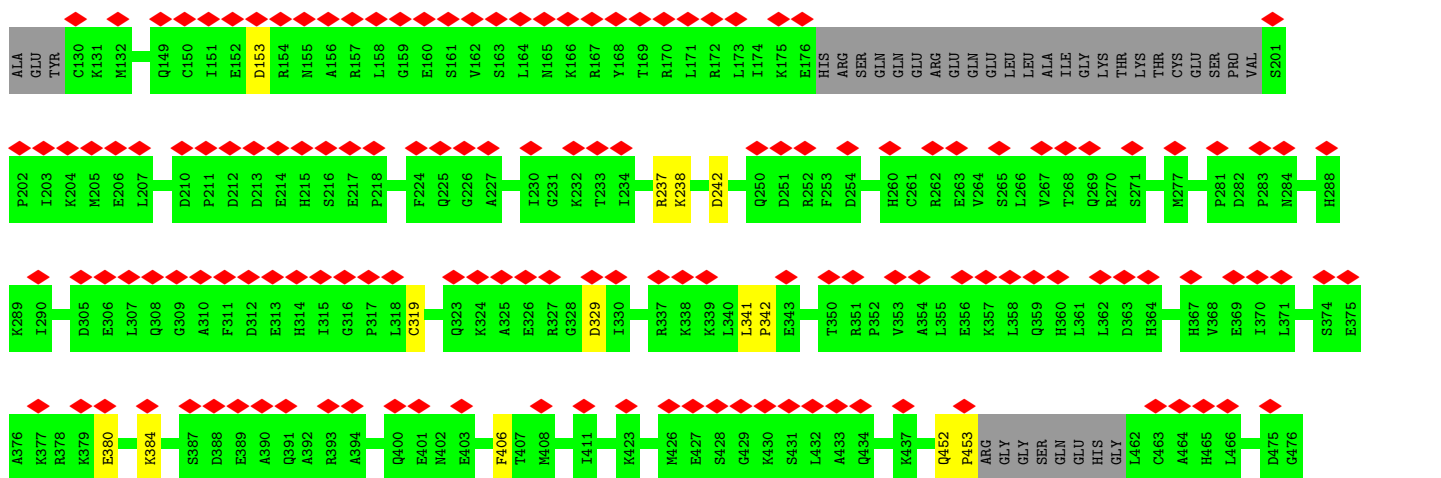 ALA GLU TYR C130 K131 M132 Q149 C150 I151 E152 D153 R154 N155 A156 R157 L158 G159 E160 S161 V162 S163 L164 N165 K166 R167 Y168 T169 R170 L171 R172 L173 I174 K175 E176 HIS ARG SER GLN GLN GLU ARG GLU GLN GLU LEU LEU ALA ILE GLY LYS THR LYS THR CYS GLU SER PRO VAL S201
P202 I203 K204 M205 E206 L207 D210 P211 D212 D213 E214 H215 S216 E217 P218 F224 Q225 G226 A227 I230 G231 K232 T233 I234 R237 K238 D242 Q250 D251 R252 F253 D254 H260 C261 R262 E263 V264 S265 L266 V267 T268 Q269 R270 S271 M277 P281 D282 P283 N284 H288
K289 I290 D305 E306 L307 Q308 G309 A310 F311 D312 E313 H314 I315 G316 P317 L318 C319 Q323 K324 A325 E326 R327 G328 D329 I330 R337 K338 K339 L340 L341 P342 E343 T350 R351 P352 V353 A354 L355 E356 K357 L358 Q359 H360 L361 L362 D363 H364 H367 V368 E369 I370 L371 S374 E375
A376 K377 R378 K379 E380 K384 S387 D388 E389 A390 Q391 A392 R393 A394 Q400 E401 N402 E403 F406 T407 M408 I411 K423 M426 E427 S428 G429 K430 S431 L432 A433 Q434 K437 Q452 P453 ARG GLY GLY SER GLN GLU HIS GLY L462 C463 A464 H465 L466 D475 G476